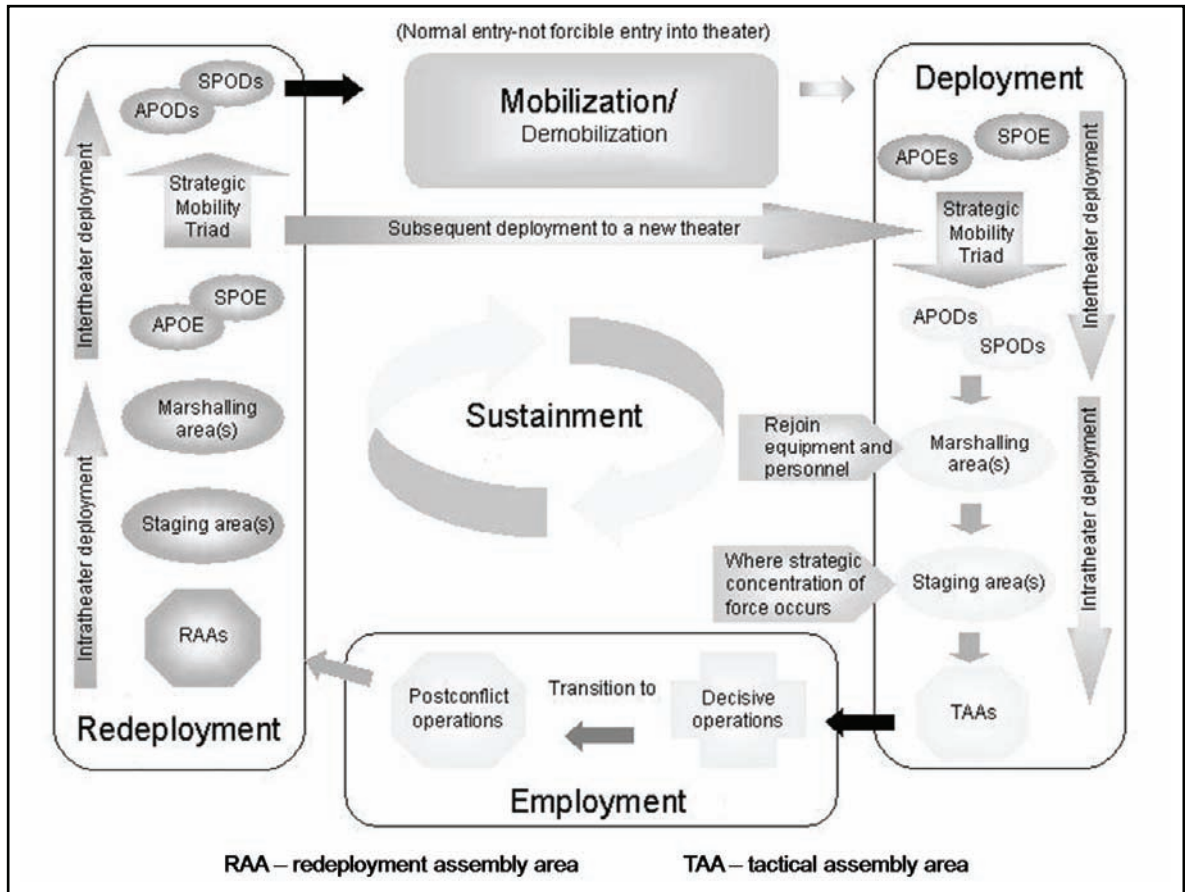 (Normal entry-not forcible entry into theater)
SPODs
APODs
Strategic
Mobility
Triad
Intertheater deployment
SPOE
APOE
Marshalling
area(s)
Staging area(s)
RAAs
Intratheater deployment
Redeployment
Mobilization/
Demobilization
Subsequent deployment to a new theater
Sustainment
Deployment
SPOE
APOEs
Strategic
Mobility
Triad
Intertheater deployment
APODs
SPODs
Rejoin
equipment and
personnel
Marshalling
area(s)
Where strategic
concentration of
force occurs
Staging area(s)
Intratheater deployment
TAAs
Postconflict
operations
Transition to
Decisive
operations
Employment
RAA – redeployment assembly area
TAA – tactical assembly area